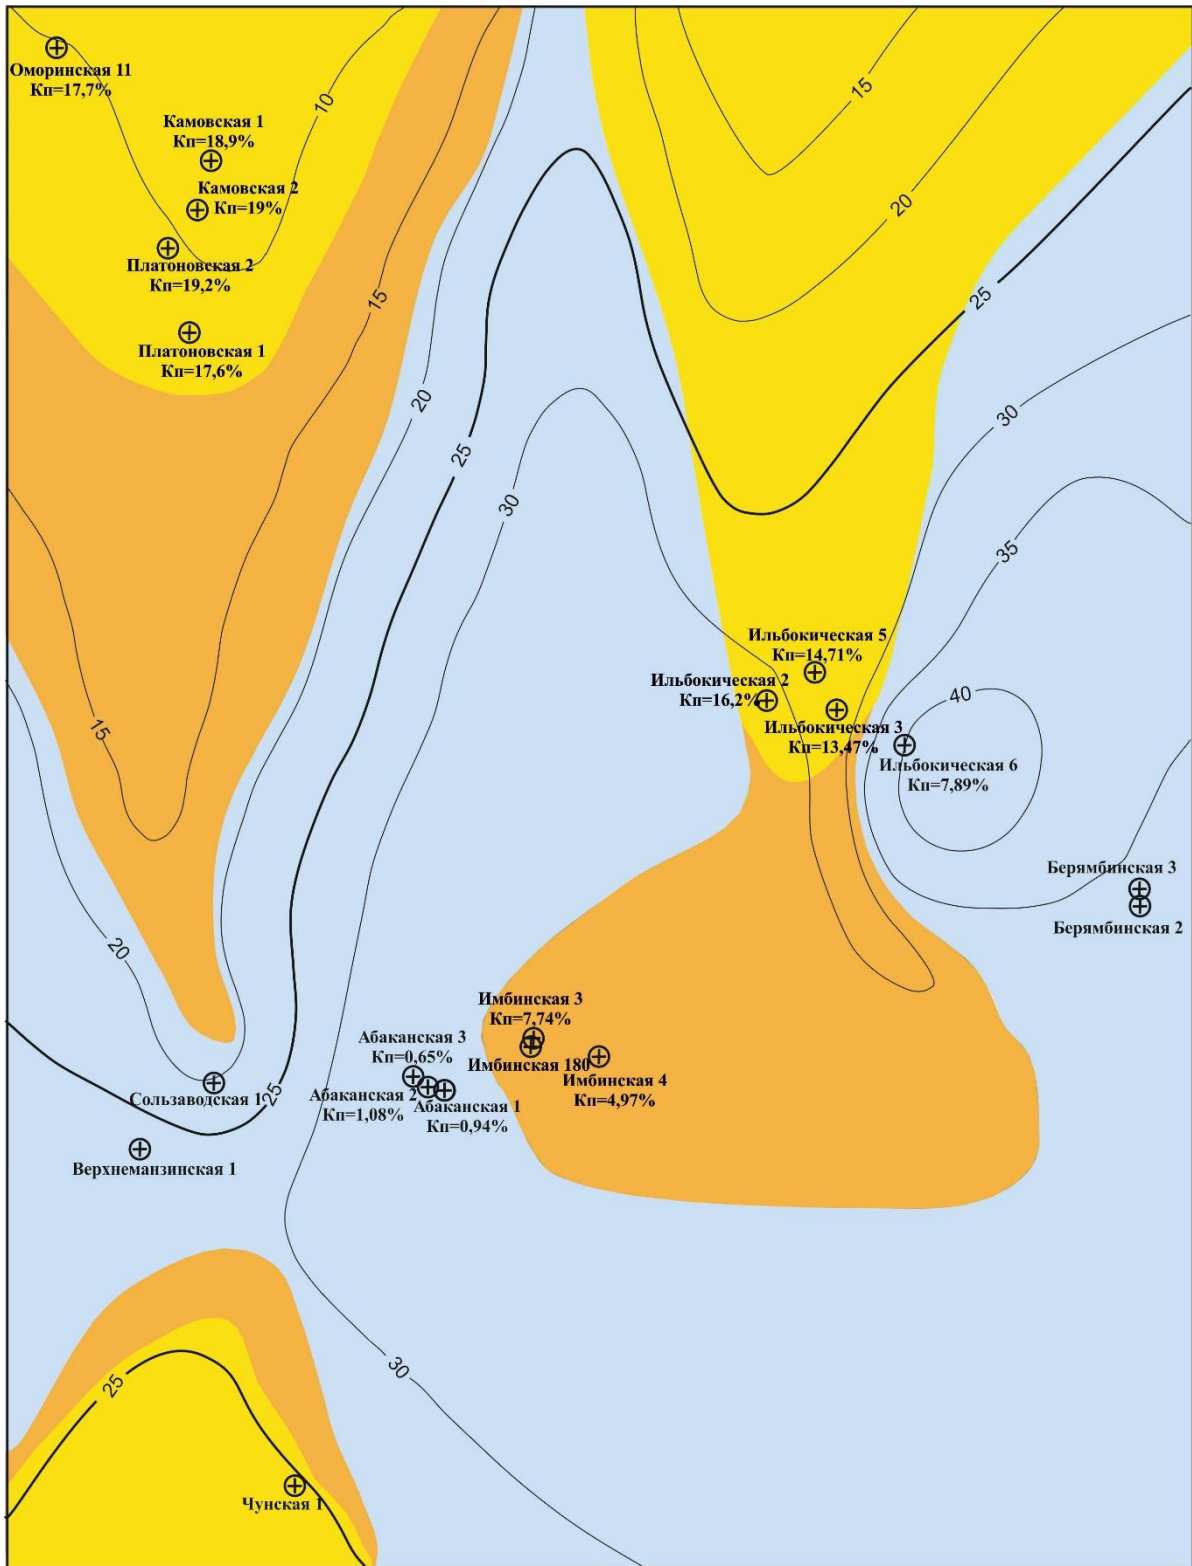 Оморинская 11
Кп=17,7%
10
15
Камовская 1
Кп=18,9%
Камовская 2
Кп=19%
20
Платоновская 2
Кп=19,2%
15
25
Платоновская 1
Кп=17,6%
20
30
25
30
35
Ильбокическая 5
Кп=14,71%
Ильбокическая 2
Кп=16,2%
40
15
Ильбокическая 3
Кп=13,47%
Ильбокическая 6
Кп=7,89%
Берямбинская 3
Берямбинская 2
20
Имбинская 3
Кп=7,74%
Абаканская 3
Кп=0,65%
Имбинская 180
Имбинская 4
Кп=4,97%
Сользаводская 1
25
Абаканская 2
Кп=1,08%
Абаканская 1
Кп=0,94%
Верхнеманзинская 1
30
25
Чунская 1